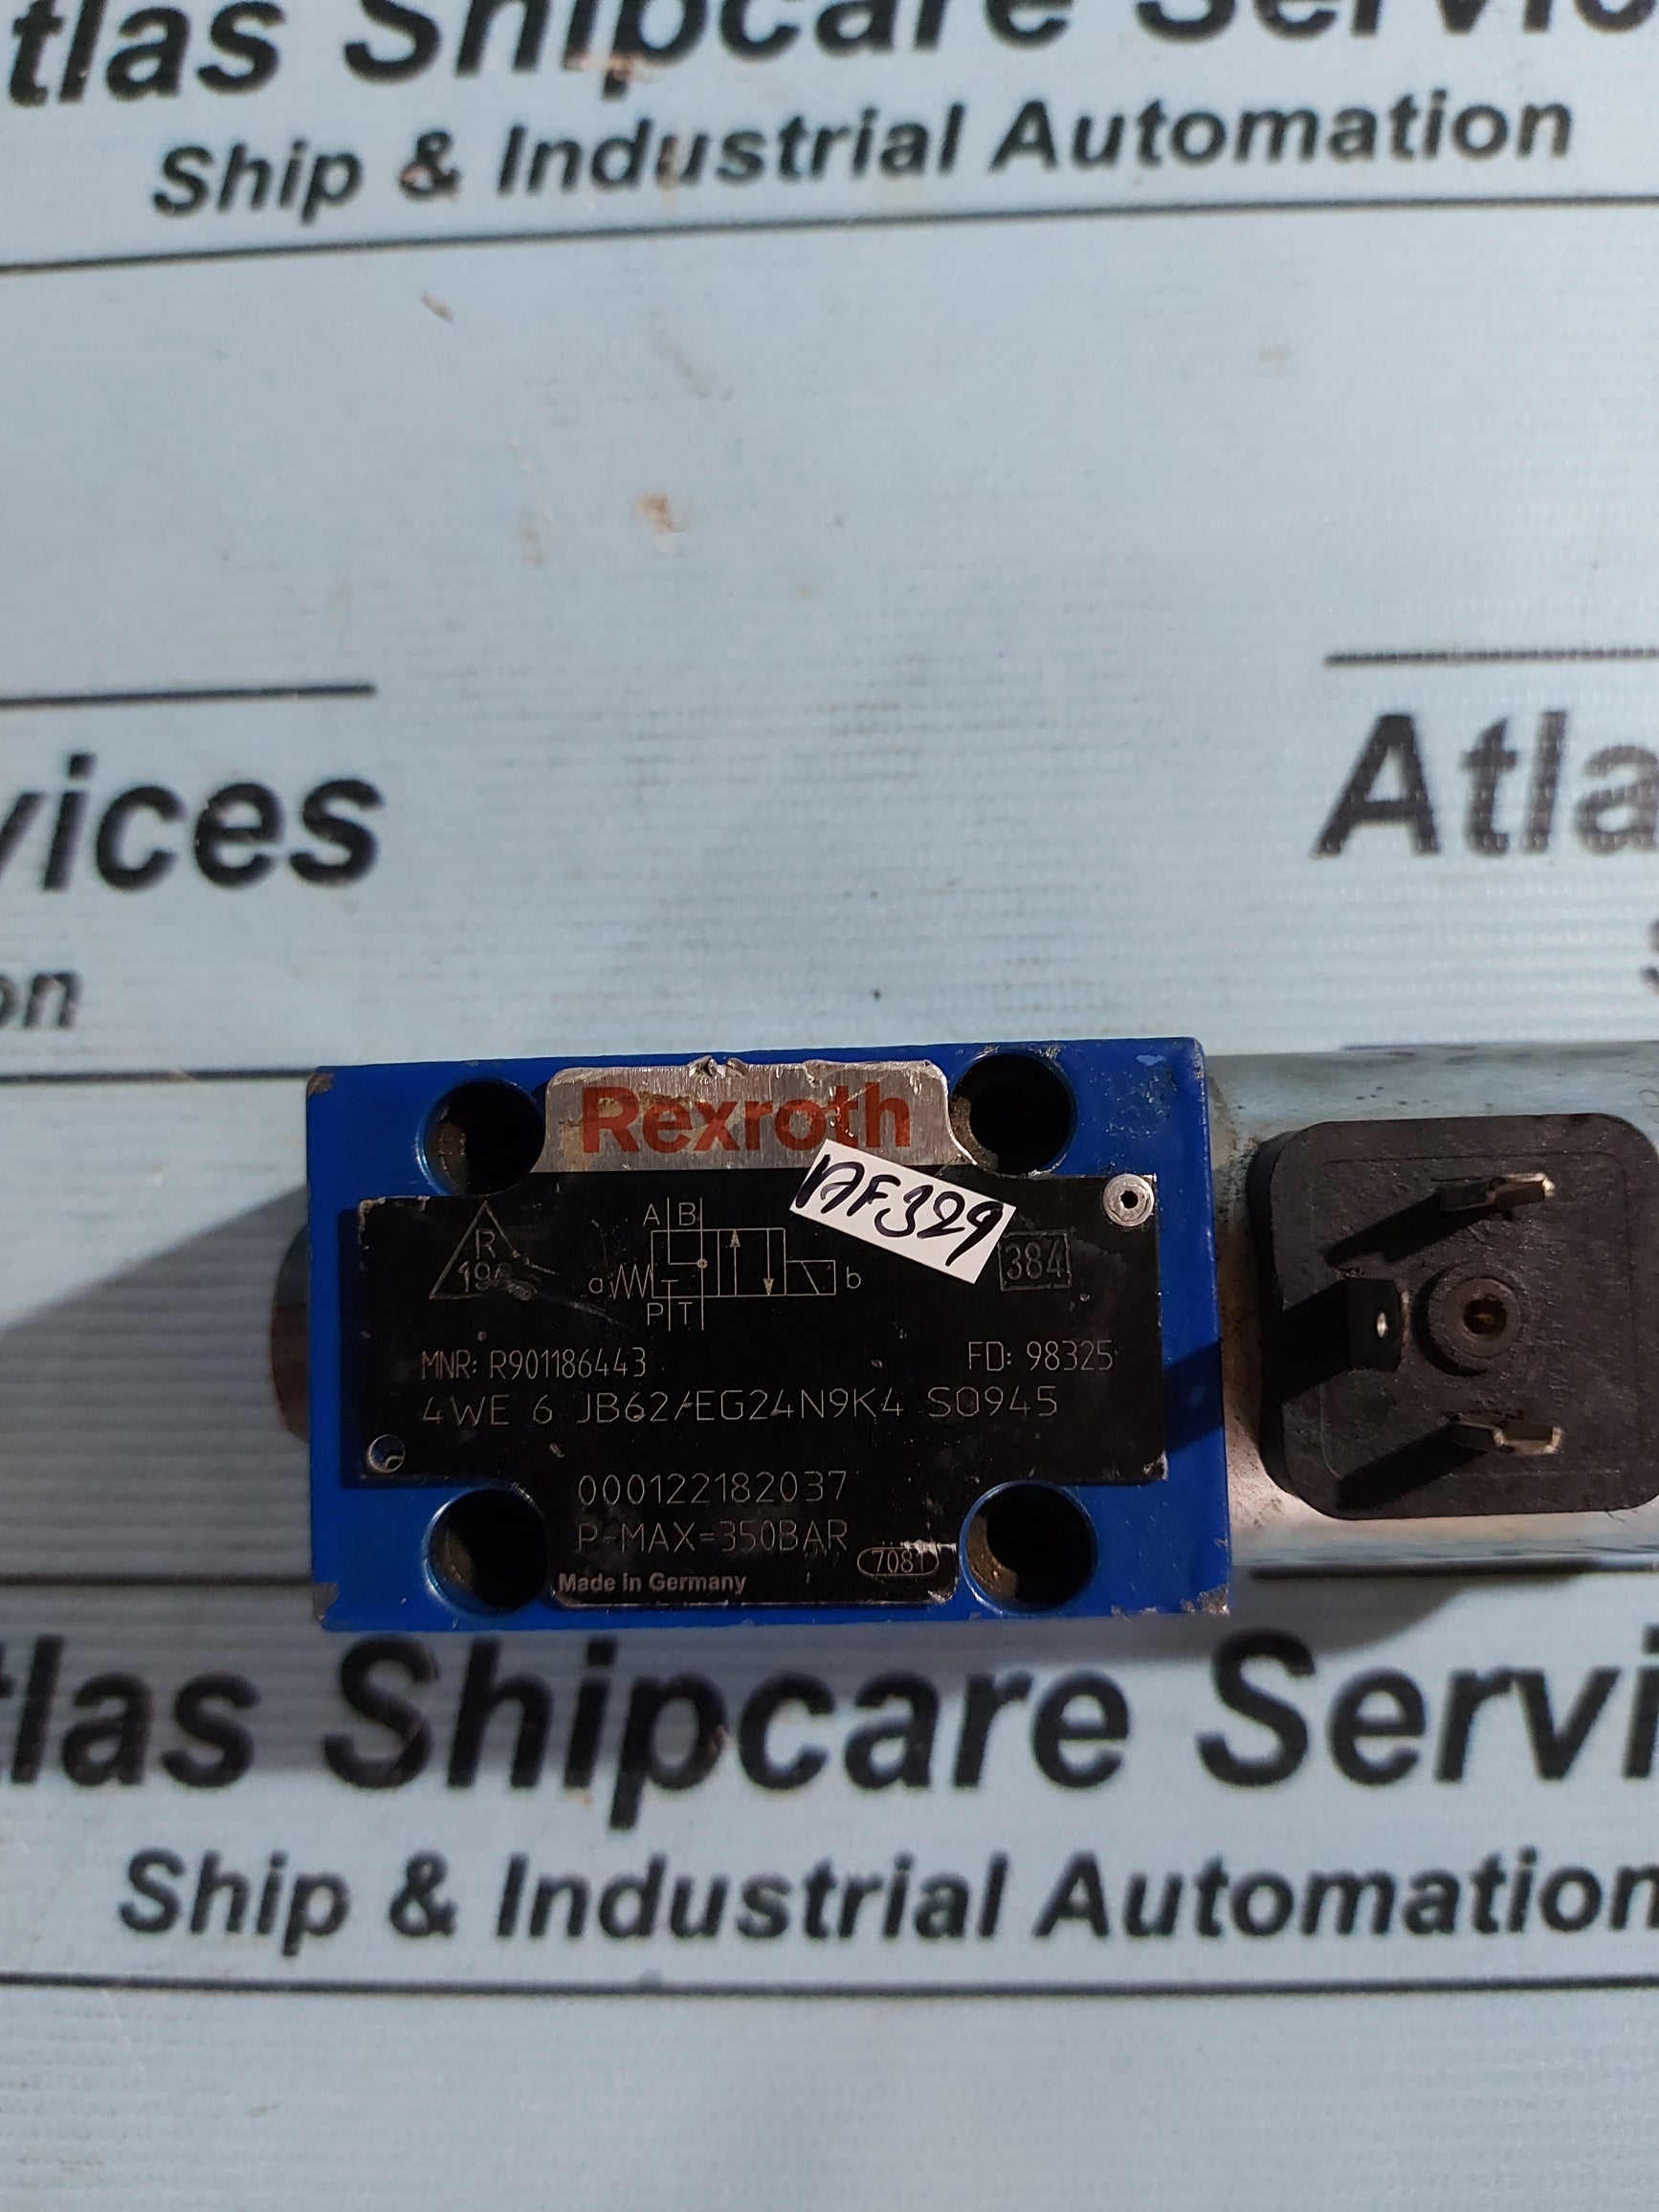 tlas Shipcare Servic
Ship & Industrial Automation
vices
on
Atla
Rexroth
AF329
R
A B
384
a
b
P T
MNR: R901186443
FD: 98325
4WE 6 JB62/EG24N9K4 SO945
000122182037
P-MAX=350BAR
7081
Made in Germany
tlas Shipcare Servi
Ship & Industrial Automation